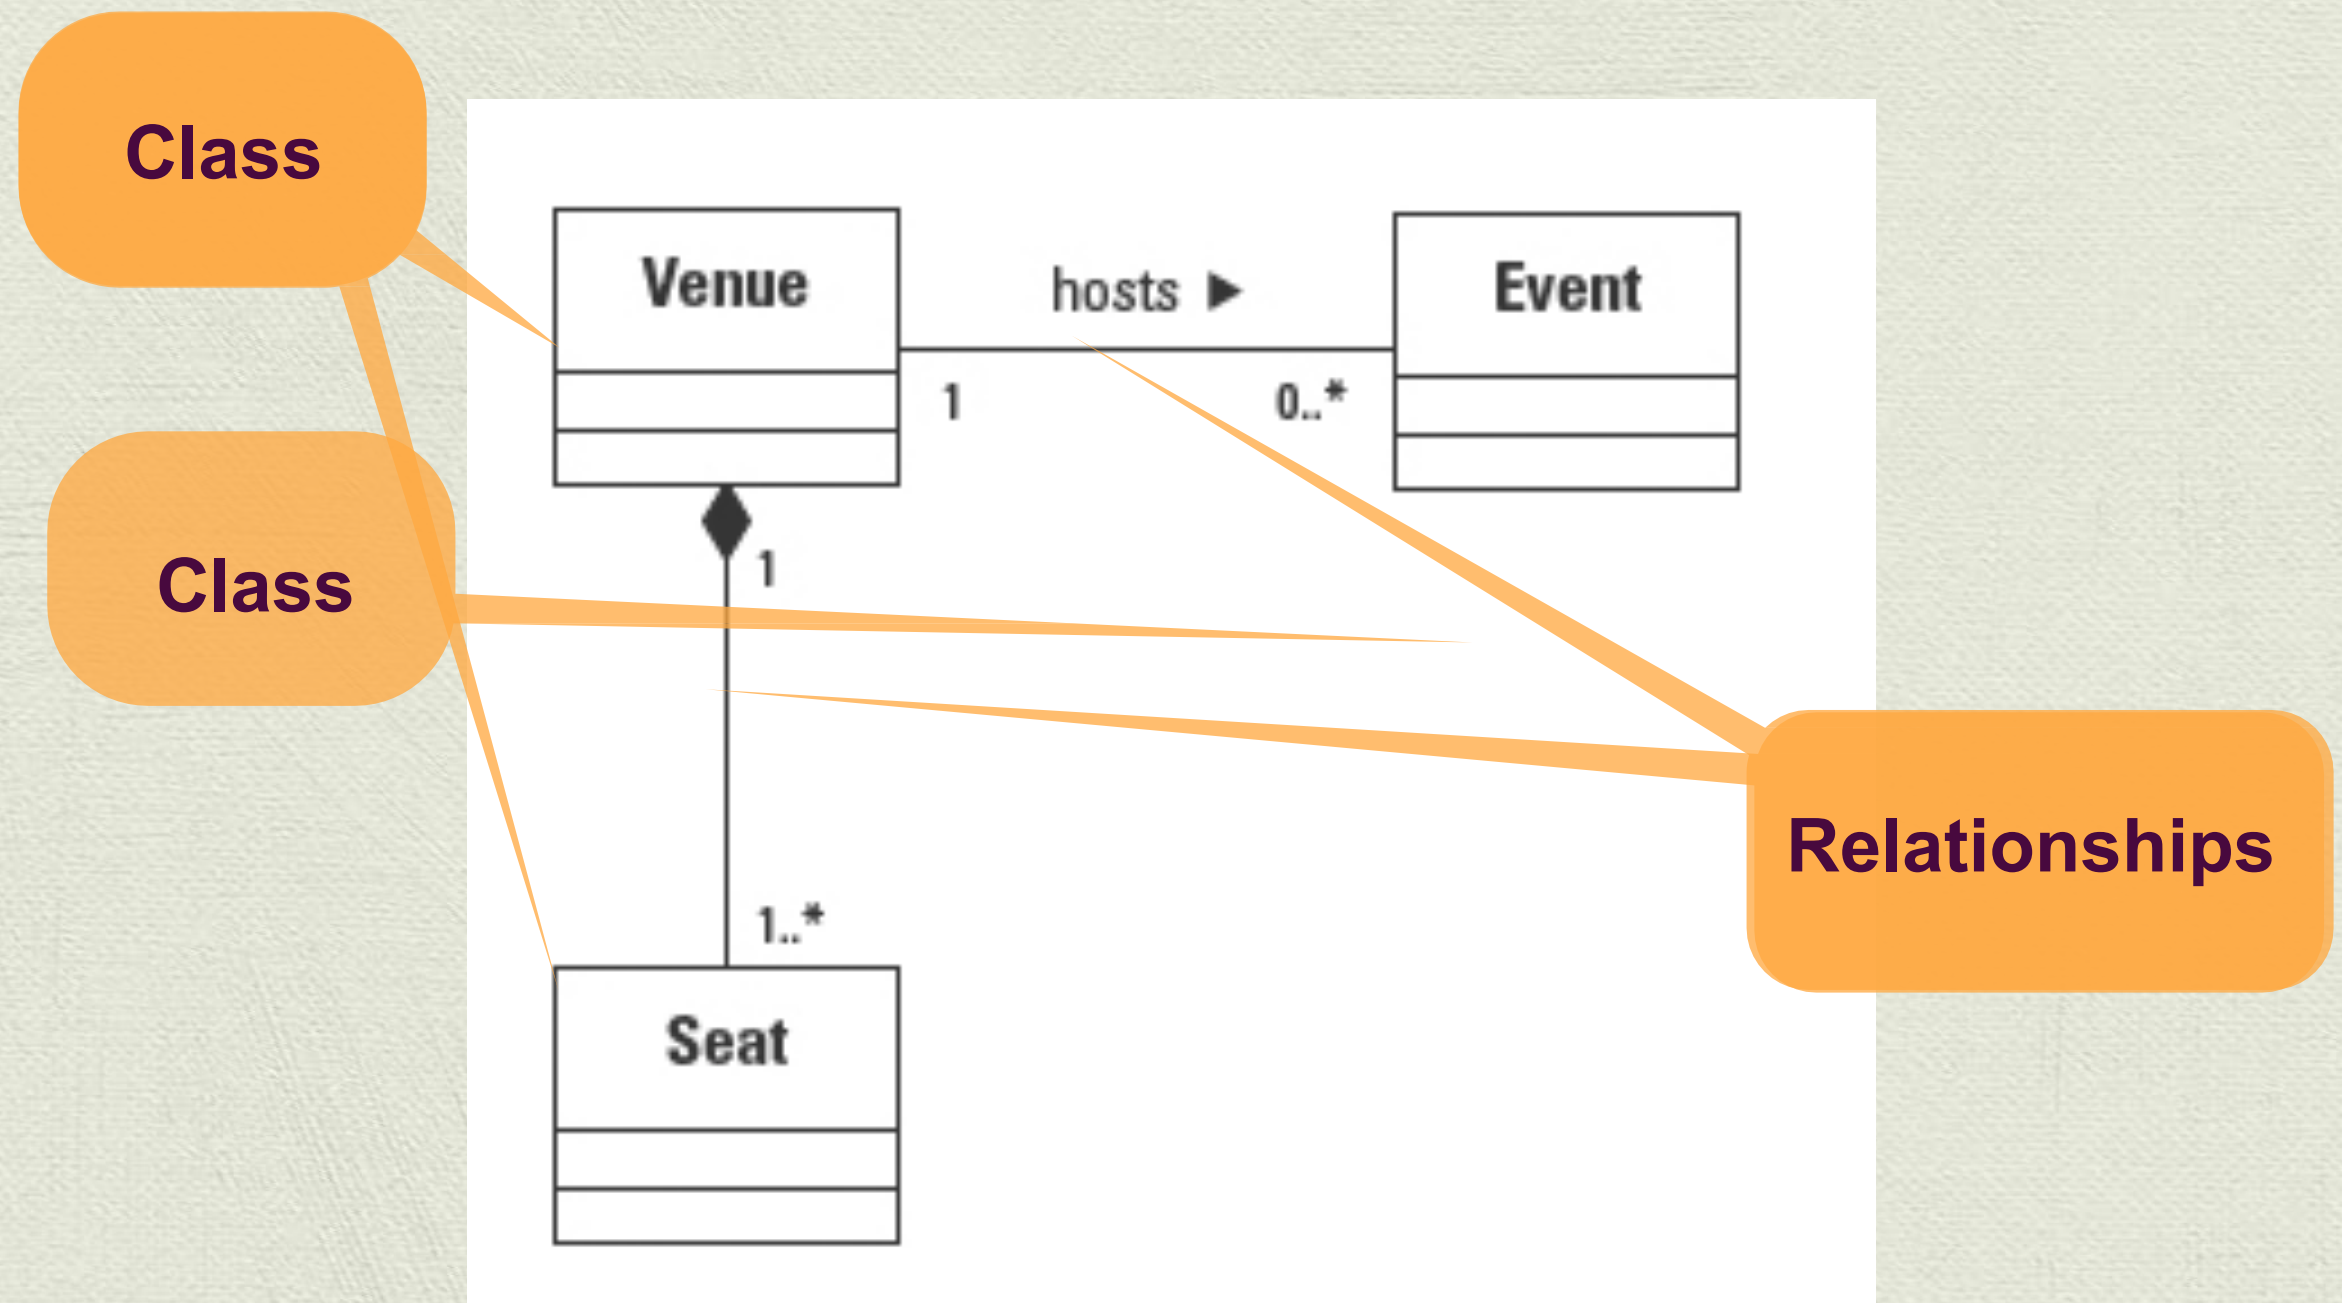 Class
Venue
hosts ▶
Event
1
0..*
Class
1
Relationships
1..*
Seat